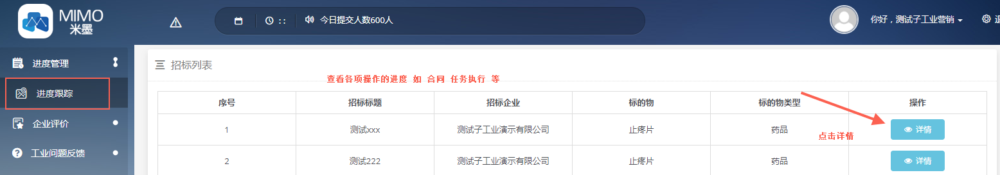 MIMO
米墨
: :
今日提交人数600人
你好，测试子工业营销
进度管理
招标列表
查看各项操作的进度 如 合同 任务执行 等
进度跟踪
序号 招标标题 招标企业 标的物 标的物类型 操作
企业评价
1 测试xxx 测试子工业演示有限公司 止疼片 药品 详情
点击详情
工业问题反馈
2 测试222 测试子工业演示有限公司 止疼片 药品 详情